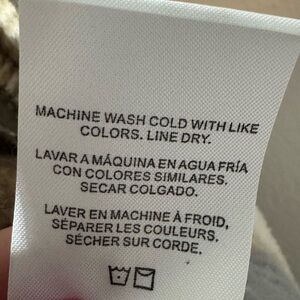 MACHINE WASH COLD WITH LIKE
COLORS. LINE DRY.
LAVAR A MÁQUINA EN AGUA FRÍA
CON COLORES SIMILARES.
SECAR COLGADO.
LAVER EN MACHINE À FROID,
SÉPARER LES COULEURS.
SÉCHER SUR CORDE.